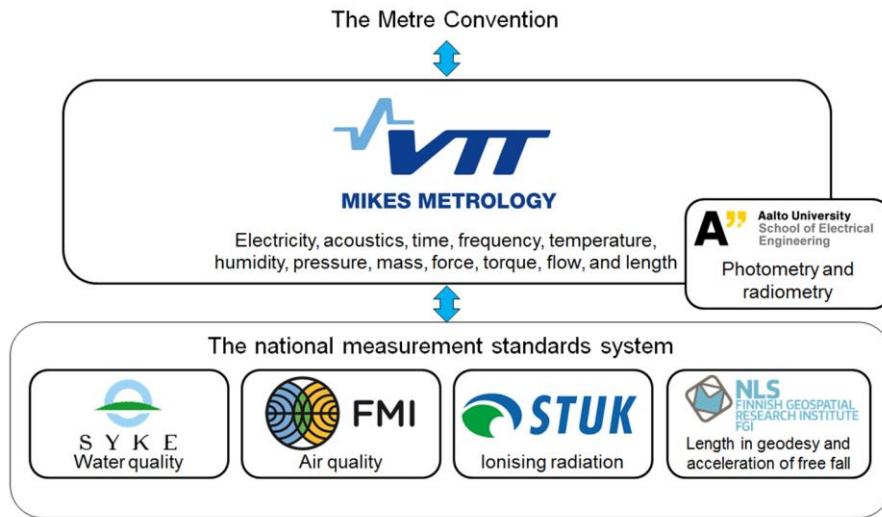 The Metre Convention
VTT
MIKES METROLOGY
Electricity, acoustics, time, frequency, temperature,
humidity, pressure, mass, force, torque, flow, and length
A”
Aalto University
School of Electrical
Engineering
Photometry and
radiometry
The national measurement standards system
SYKE
Water quality
FMI
Air quality
STUK
Ionising radiation
NLS
FINNISH GEOSPATIAL
RESEARCH INSTITUTE
FGI
Length in geodesy and
acceleration of free fall